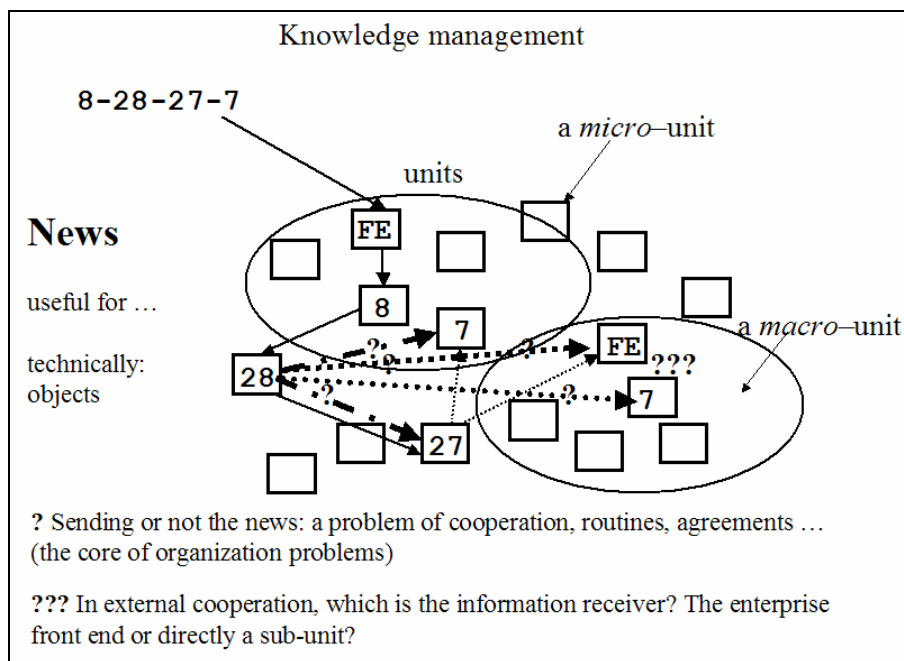 Knowledge management
8-28-27-7
a micro–unit
units
FE
News
useful for …
8
7
a macro–unit
?
?
?
FE
???
technically:
objects
28
?
?
7
27
? Sending or not the news: a problem of cooperation, routines, agreements …
(the core of organization problems)
??? In external cooperation, which is the information receiver? The enterprise
front end or directly a sub-unit?